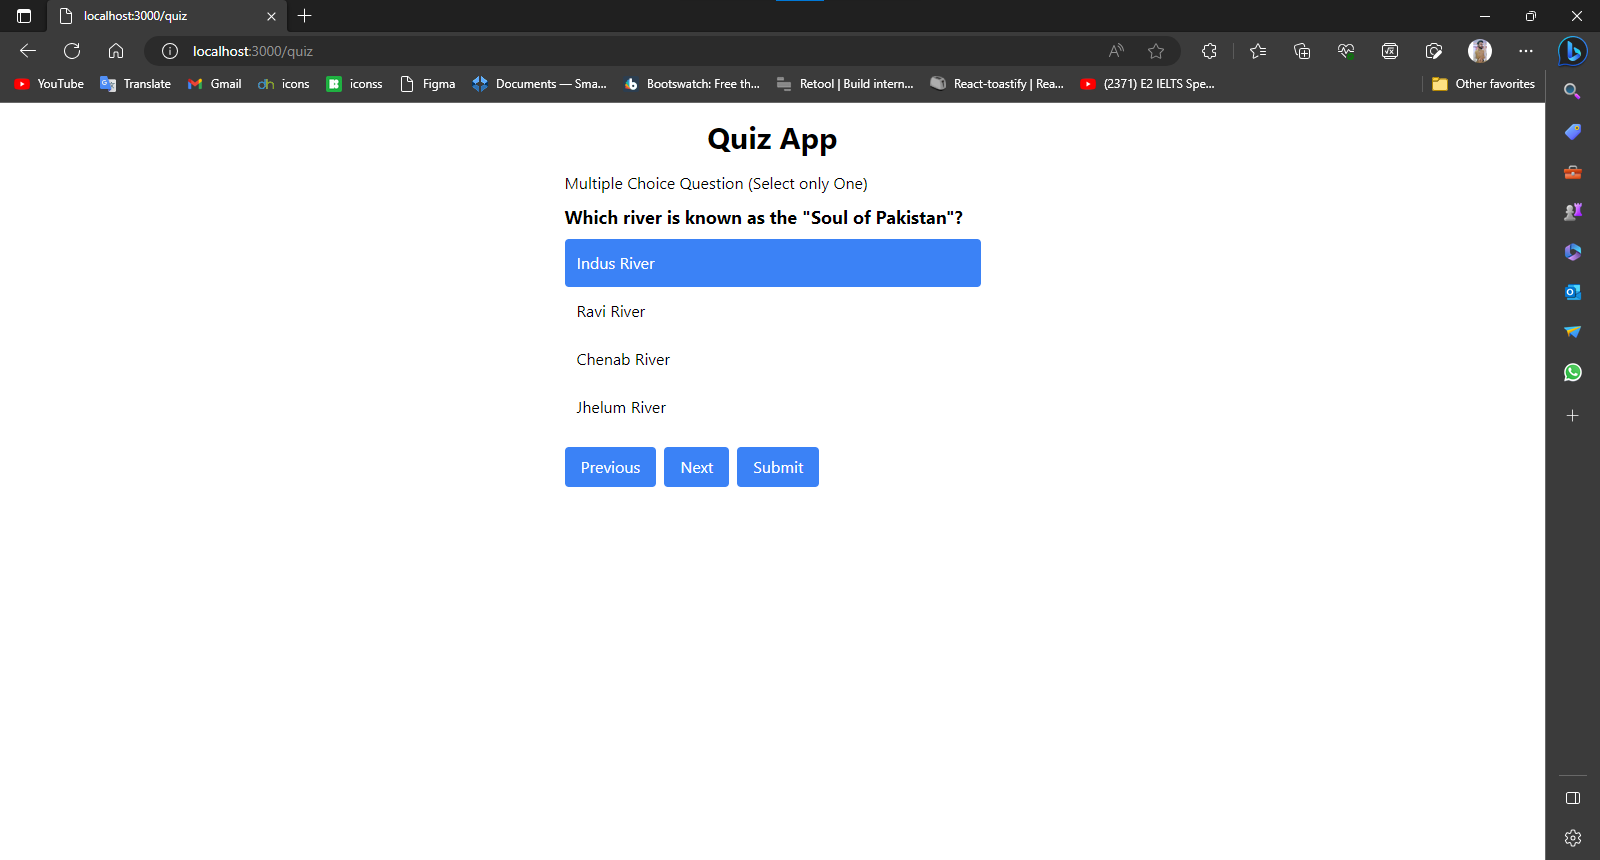 localhost:3000/quiz
localhost:3000/quiz
YouTube Translate Gmail icons iconss Figma Documents — Sma... Bootswatch: Free th... Retool | Build intern... React-toastify | Rea... (2371) E2 IELTS Spe... Other favorites
Quiz App
Multiple Choice Question (Select only One)
Which river is known as the "Soul of Pakistan"?
Indus River
Ravi River
Chenab River
Jhelum River
Previous Next Submit